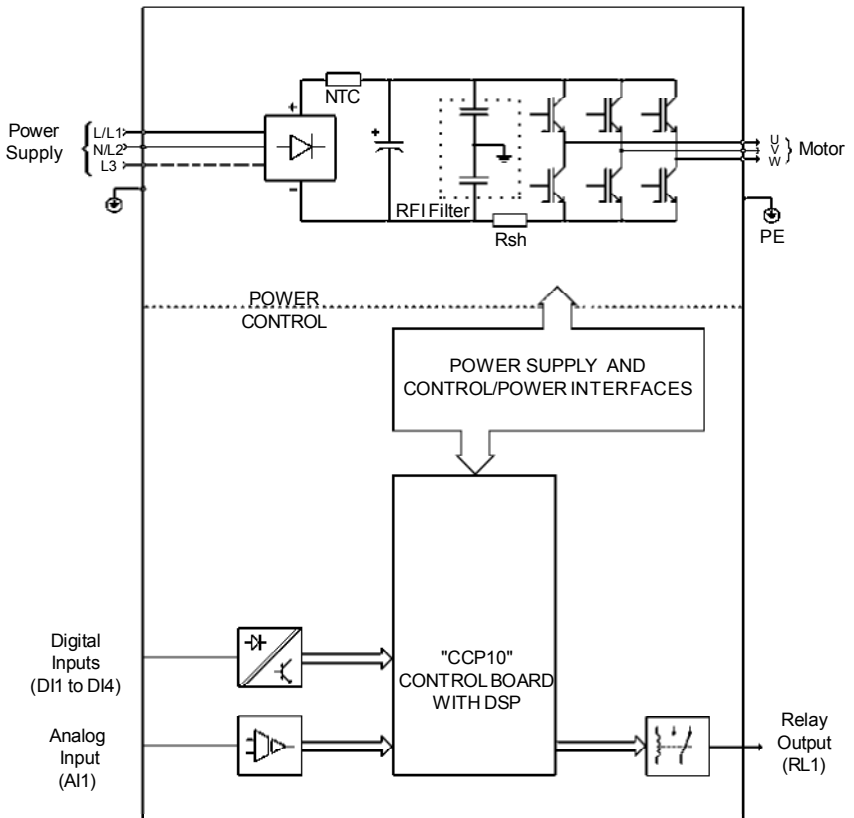 NTC
Power
Supply
L/L1
N/L2
L3
+
-
+
RFI Filter
Rsh
U
V
W
Motor
PE
POWER
CONTROL
POWER SUPPLY AND
CONTROL/POWER INTERFACES
Digital
Inputs
(DI1 to DI4)
"CCP10"
CONTROL BOARD
WITH DSP
Analog
Input
(AI1)
Relay
Output
(RL1)